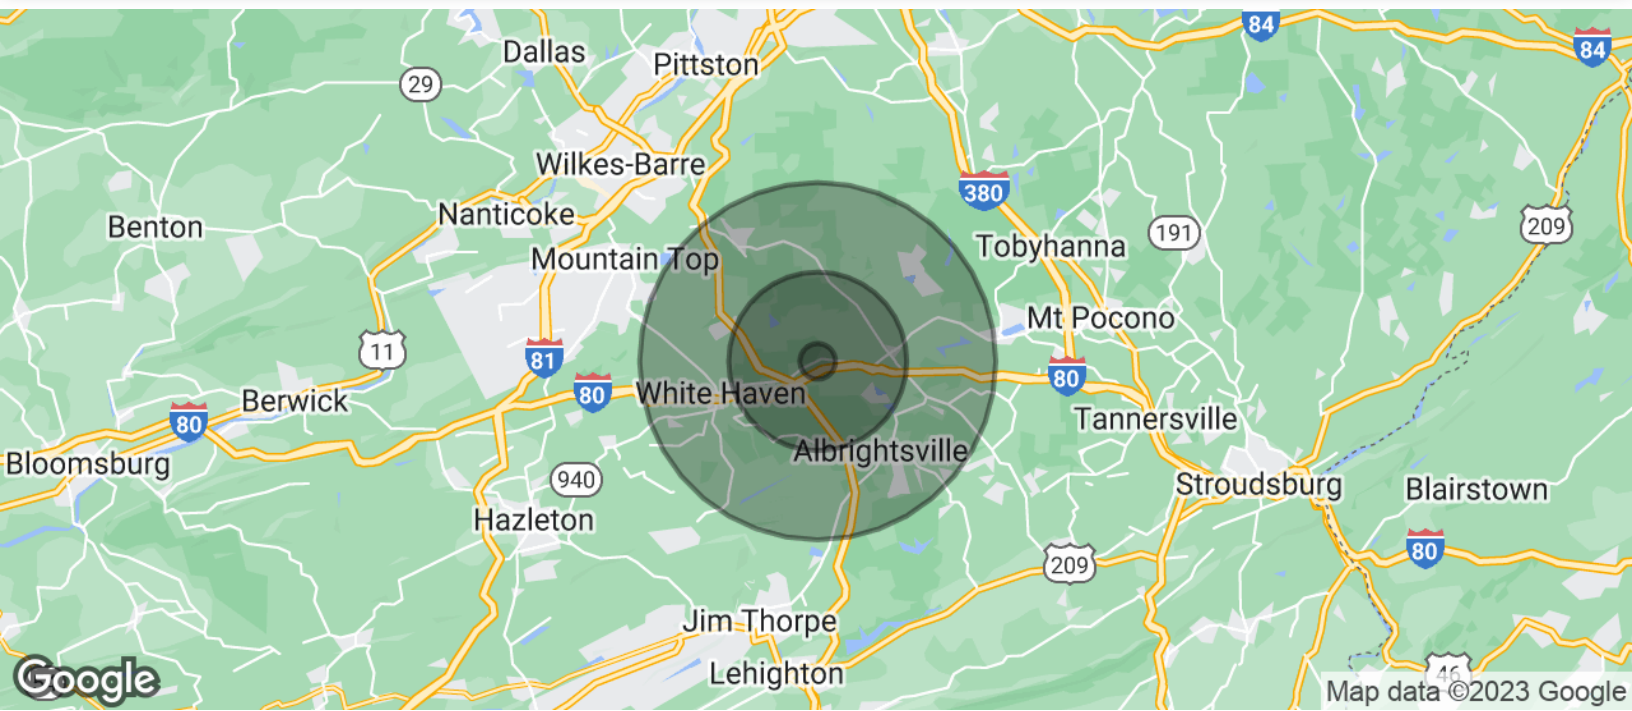 84
84
Dallas
Pittston
29
Wilkes-Barre
380
Nanticoke
Benton
191
209
Tobyhanna
Mountain Top
Mt Pocono
11
81
80
80
White Haven
Berwick
80
Tannersville
Albrightsville
Bloomsburg
940
Stroudsburg
Blairstown
Hazleton
80
209
Jim Thorpe
Lehighton
46
Google
Map data ©2023 Google